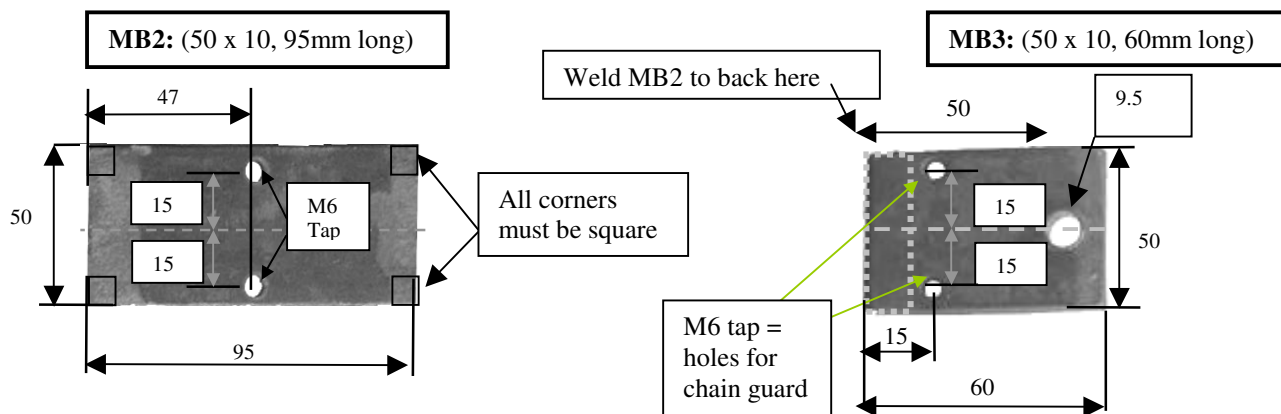 MB2: (50 x 10, 95mm long)
47
50
15
15
M6
Tap
All corners
must be square
95
MB3: (50 x 10, 60mm long)
Weld MB2 to back here
9.5
50
15
15
50
M6 tap =
holes for
chain guard
15
60